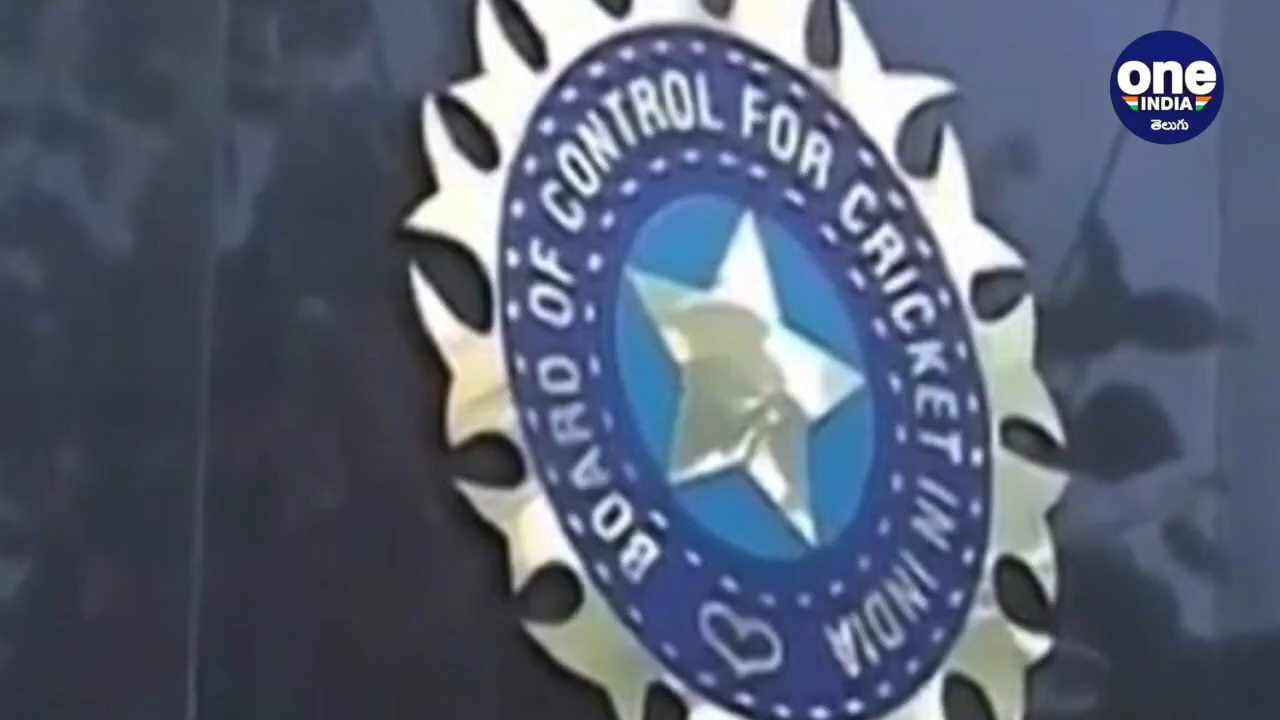 BOARD OF CONTROL FOR CRICKET IN INDIA
one
INDIA
తెలుగు